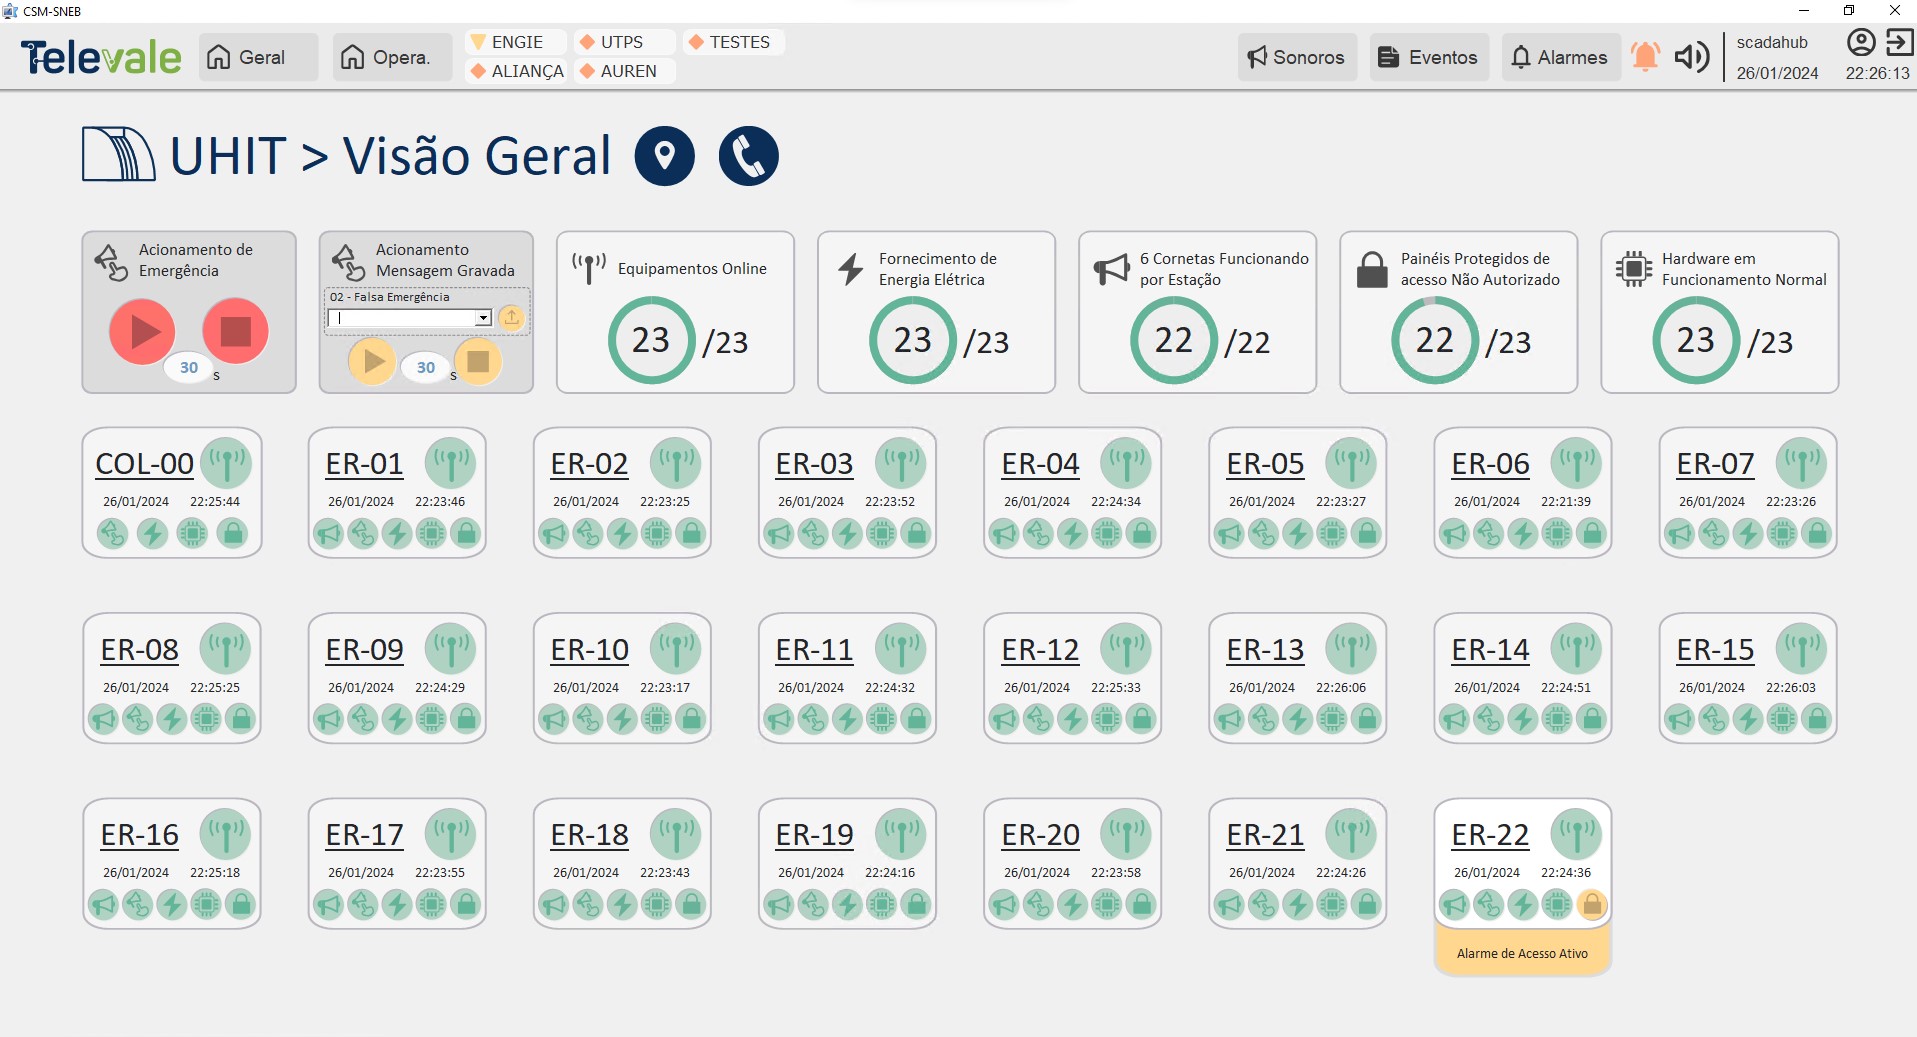 CSM-SNEB
Televale
Geral
Opera.
ENGIE
UTPS
TESTES
ALIANÇA
AUREN
Sonoros
Eventos
Alarmes
scadahub
26/01/2024
22:26:13
UHIT > Visão Geral
Acionamento de
Emergência
30
s
Acionamento
Mensagem Gravada
02 - Falsa Emergência
30
s
Equipamentos Online
23 /23
Fornecimento de
Energia Elétrica
23 /23
6 Cornetas Funcionando
por Estação
22 /22
Painéis Protegidos de
acesso Não Autorizado
22 /23
Hardware em
Funcionamento Normal
23 /23
COL-00
26/01/2024 22:25:44
ER-01
26/01/2024 22:23:46
ER-02
26/01/2024 22:23:25
ER-03
26/01/2024 22:23:52
ER-04
26/01/2024 22:24:34
ER-05
26/01/2024 22:23:27
ER-06
26/01/2024 22:21:39
ER-07
26/01/2024 22:23:26
ER-08
26/01/2024 22:25:25
ER-09
26/01/2024 22:24:29
ER-10
26/01/2024 22:23:17
ER-11
26/01/2024 22:24:32
ER-12
26/01/2024 22:25:33
ER-13
26/01/2024 22:26:06
ER-14
26/01/2024 22:24:51
ER-15
26/01/2024 22:26:03
ER-16
26/01/2024 22:25:18
ER-17
26/01/2024 22:23:55
ER-18
26/01/2024 22:23:43
ER-19
26/01/2024 22:24:16
ER-20
26/01/2024 22:23:58
ER-21
26/01/2024 22:24:26
ER-22
26/01/2024 22:24:36
Alarme de Acesso Ativo